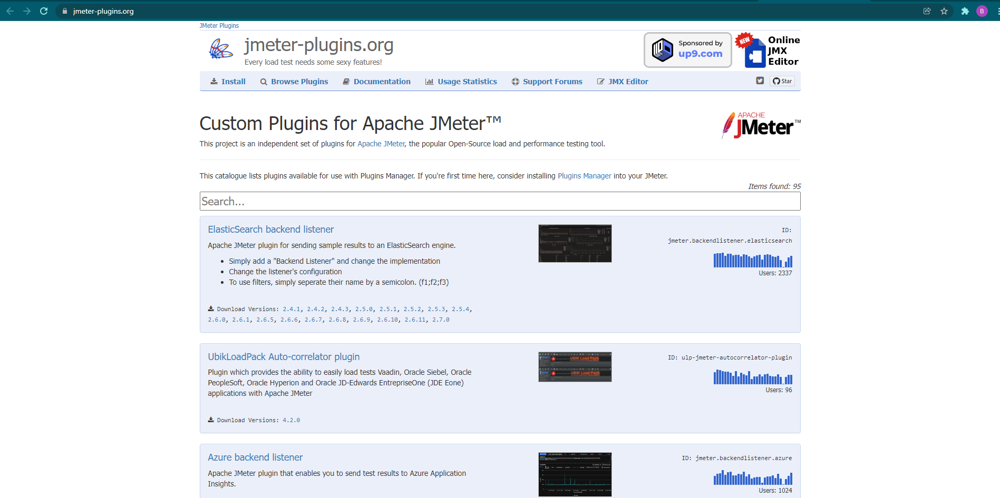 jmeter-plugins.org
B
JMeter Plugins
jmeter-plugins.org
Every load test needs some sexy features!
Sponsored by
up9.com
NEW
Online
JMX
Editor
Install Browse Plugins Documentation Usage Statistics Support Forums JMX Editor Star
Custom Plugins for Apache JMeter™
APACHE
JMeter™
This project is an independent set of plugins for Apache JMeter, the popular Open-Source load and performance testing tool.
This catalogue lists plugins available for use with Plugins Manager. If you're first time here, consider installing Plugins Manager into your JMeter.
Items found: 95
Search...
ElasticSearch backend listener
ID:
jmeter.backendlistener.elasticsearch
Apache JMeter plugin for sending sample results to an ElasticSearch engine.
• Simply add a "Backend Listener" and change the implementation
• Change the listener's configuration
• To use filters, simply seperate their name by a semicolon. (f1;f2;f3)
Users: 2337
Download Versions: 2.4.1, 2.4.2, 2.4.3, 2.5.0, 2.5.1, 2.5.2, 2.5.3, 2.5.4,
2.6.0, 2.6.1, 2.6.5, 2.6.6, 2.6.7, 2.6.8, 2.6.9, 2.6.10, 2.6.11, 2.7.0
UbikLoadPack Auto-correlator plugin
ID: ulp-jmeter-autocorrelator-plugin
Plugin which provides the ability to easily load tests Vaadin, Oracle Siebel, Oracle
PeopleSoft, Oracle Hyperion and Oracle JD-Edwards EntrepriseOne (JDE Eone)
applications with Apache JMeter
UBIK Load Pack
UBIK Load Pack
Users: 96
Download Versions: 4.2.0
Azure backend listener
ID: jmeter.backendlistener.azure
Apache JMeter plugin that enables you to send test results to Azure Application
Insights.
Users: 1024